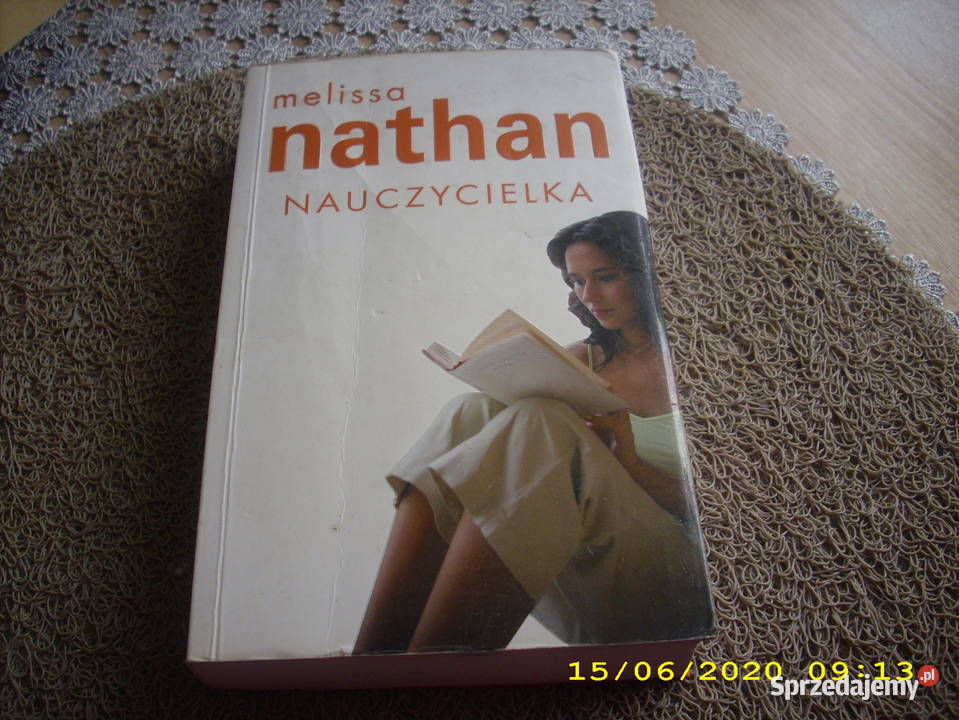 melissa
nathan
NAUCZYCIELKA
15/06/2020 09:13
Sprzedajemy.pl